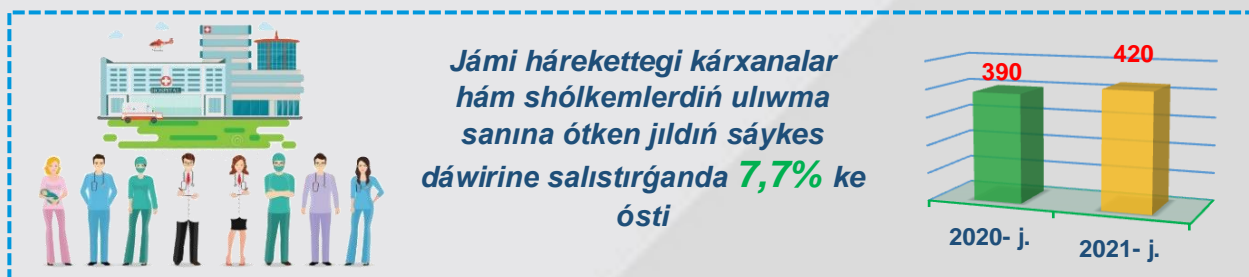 HOSPITAL
Jámi hárekettegi kárxanalar
hám shólkemlerdiń ulıwma
sanına ótken jıldıń sáykes
dáwirine salıstırǵanda 7,7% ke
ósti
390
420
2020- j.
2021- j.